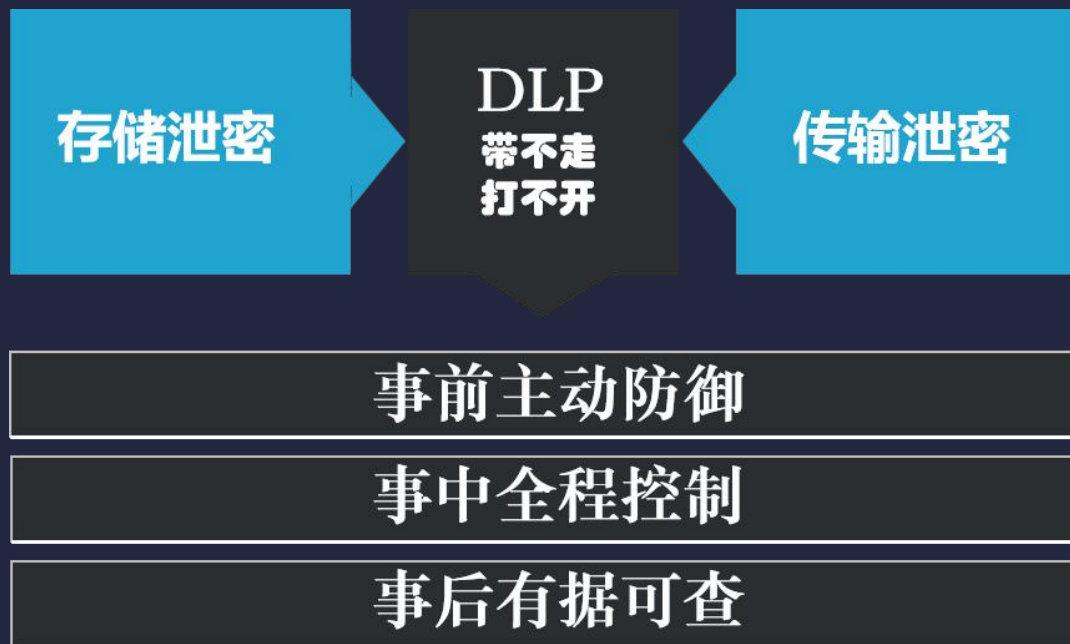 存储泄密
DLP
带不走
打不开
传输泄密
事前主动防御
事中全程控制
事后有据可查